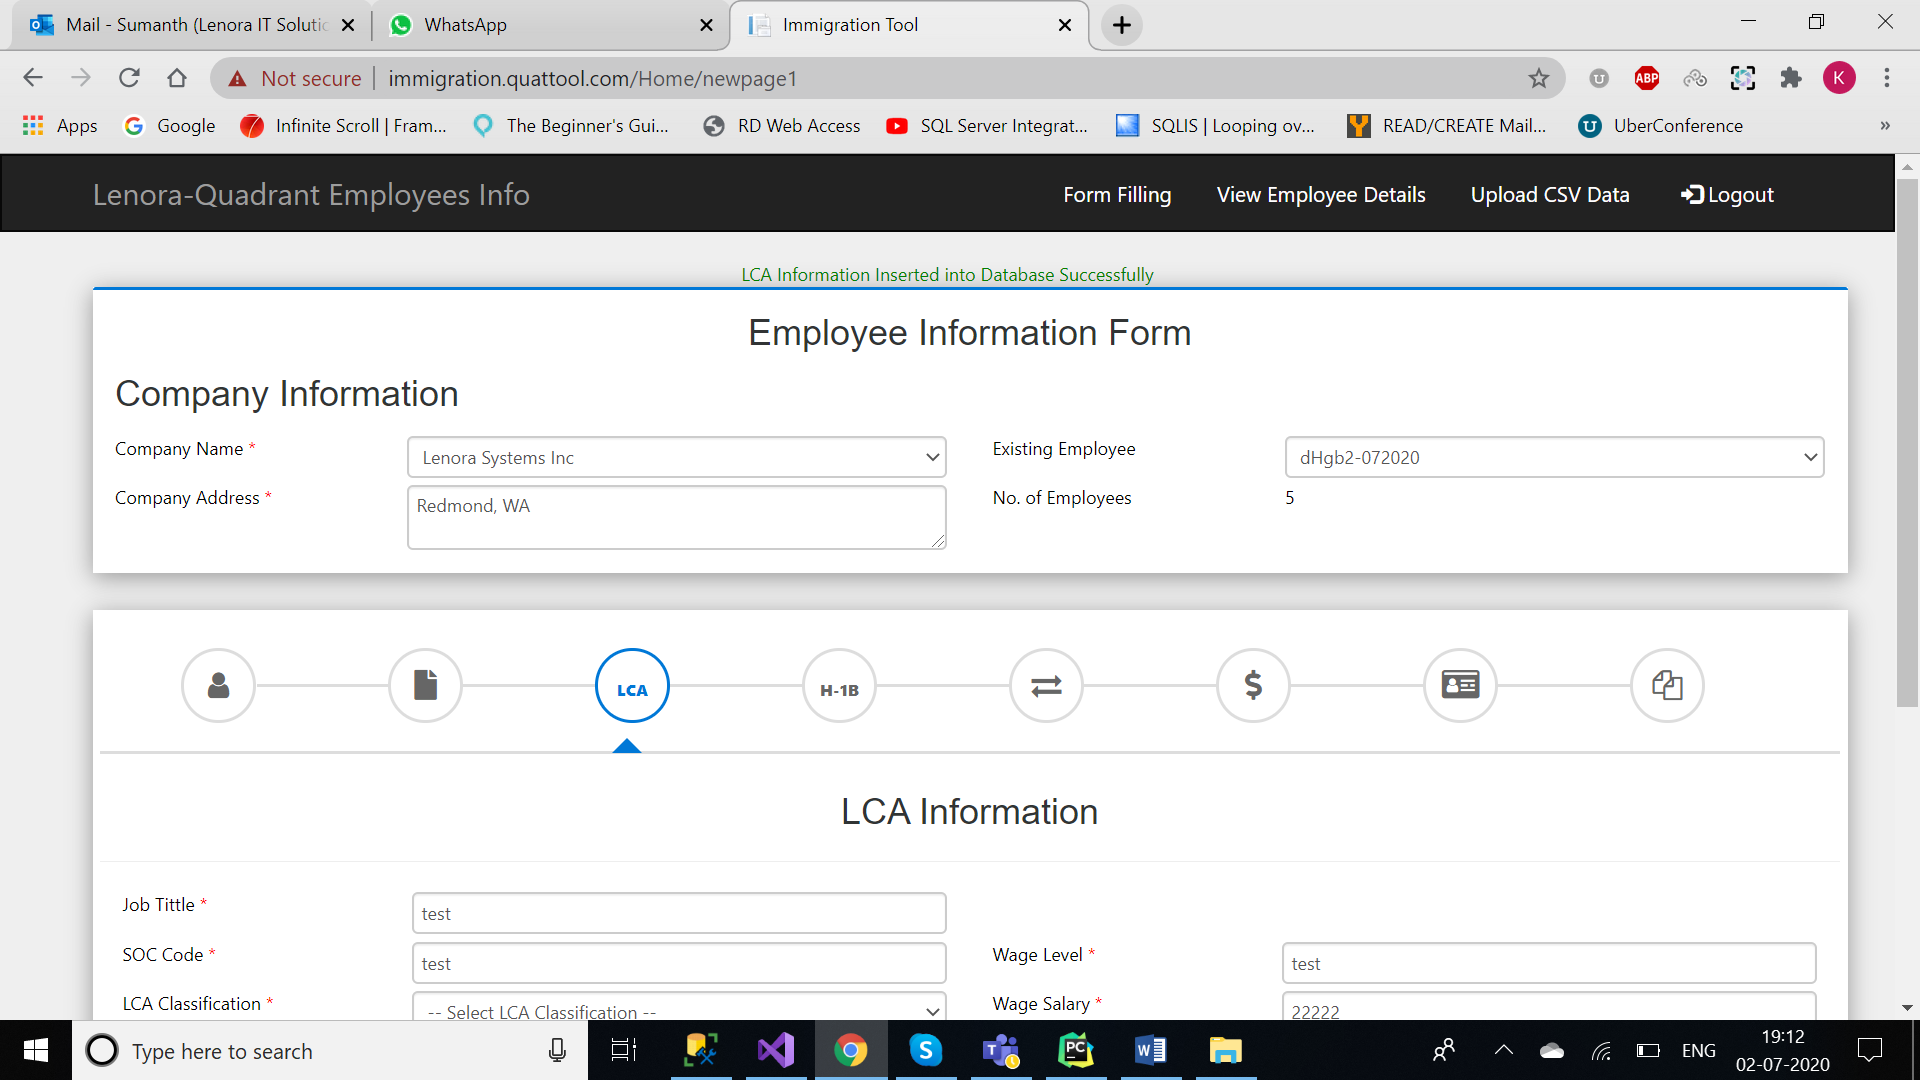 Mail - Sumanth (Lenora IT Solutio
WhatsApp
Immigration Tool
Not secure
immigration.quattool.com/Home/newpage1
ABP
K
Apps
Google
Infinite Scroll | Fram...
The Beginner's Gui...
RD Web Access
SQL Server Integrat...
SQLIS | Looping ov...
READ/CREATE Mail...
UberConference
»
Lenora-Quadrant Employees Info
Form Filling
View Employee Details
Upload CSV Data
Logout
LCA Information Inserted into Database Successfully
Employee Information Form
Company Information
Company Name *
Lenora Systems Inc
Existing Employee
dHgb2-072020
Company Address *
Redmond, WA
No. of Employees
5
LCA
H-1B
$
LCA Information
Job Tittle *
test
SOC Code *
test
Wage Level *
test
LCA Classification *
-- Select LCA Classification --
Wage Salary *
22222
Type here to search
ENG
19:12
02-07-2020